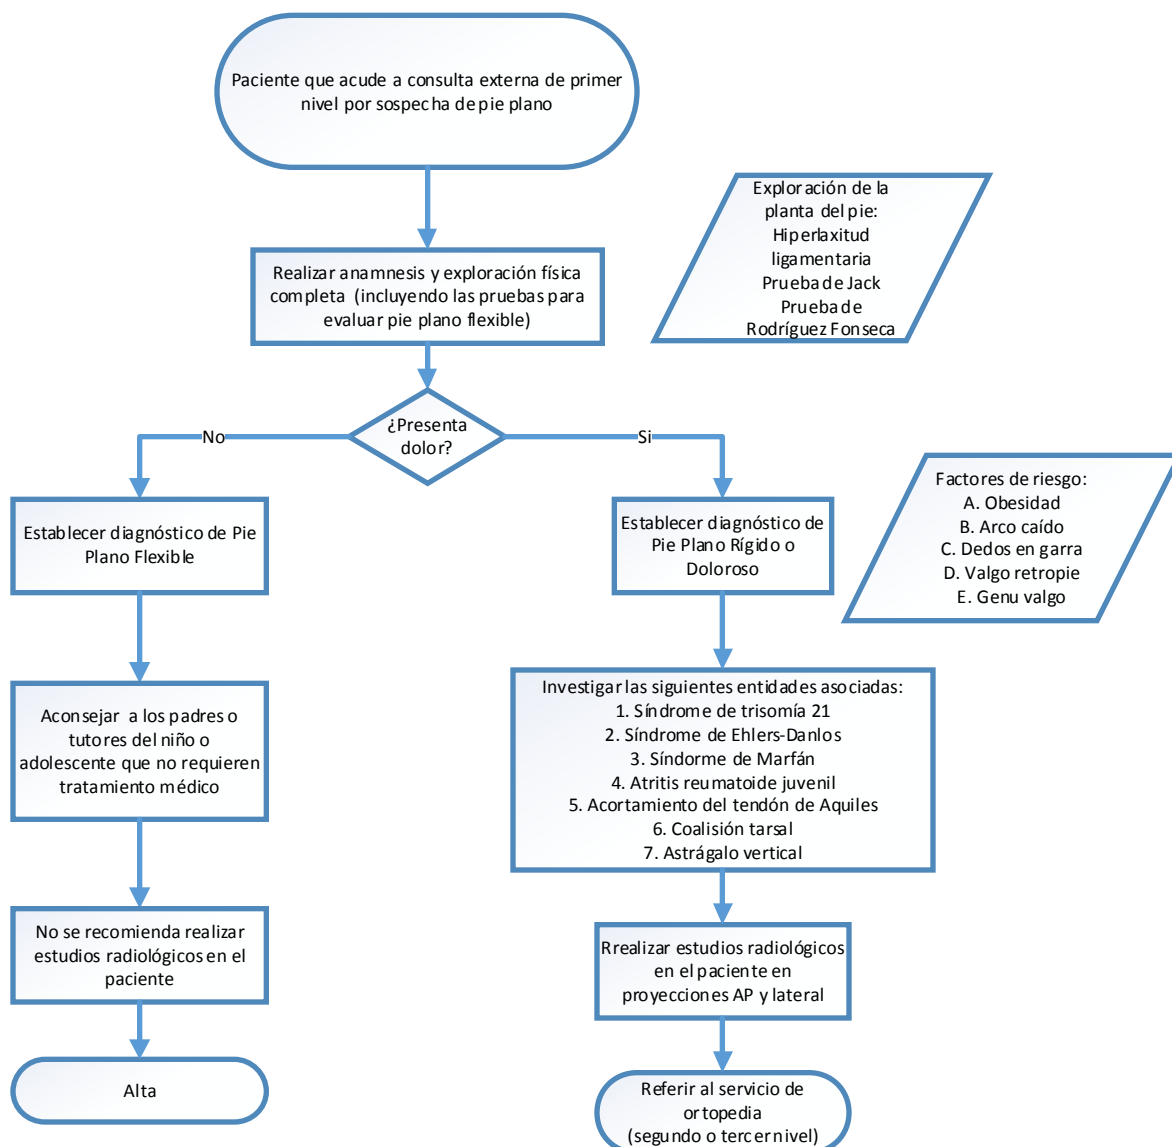 Paciente que acude a consulta externa de primer
nivel por sospecha de pie plano
Exploración de la
planta del pie:
Hiperlaxitud
ligamentaria
Prueba de Jack
Prueba de
Rodríguez Fonseca
Realizar anamnesis y exploración física
completa (incluyendo las pruebas para
evaluar pie plano flexible)
¿Presenta
dolor?
No
Si
Factores de riesgo:
A. Obesidad
B. Arco caído
C. Dedos en garra
D. Valgo retropie
E. Genu valgo
Establecer diagnóstico de Pie
Plano Flexible
Establecer diagnóstico de
Pie Plano Rígido o
Doloroso
Aconsejar a los padres o
tutores del niño o
adolescente que no requieren
tratamiento médico
Investigar las siguientes entidades asociadas:
1. Síndrome de trisomía 21
2. Síndrome de Ehlers-Danlos
3. Síndorme de Marfán
4. Atritis reumatoide juvenil
5. Acortamiento del tendón de Aquiles
6. Coalisión tarsal
7. Astrágalo vertical
No se recomienda realizar
estudios radiológicos en el
paciente
Rrealizar estudios radiológicos
en el paciente en
proyecciones AP y lateral
Alta
Referir al servicio de
ortopedia
(segundo o tercer nivel)